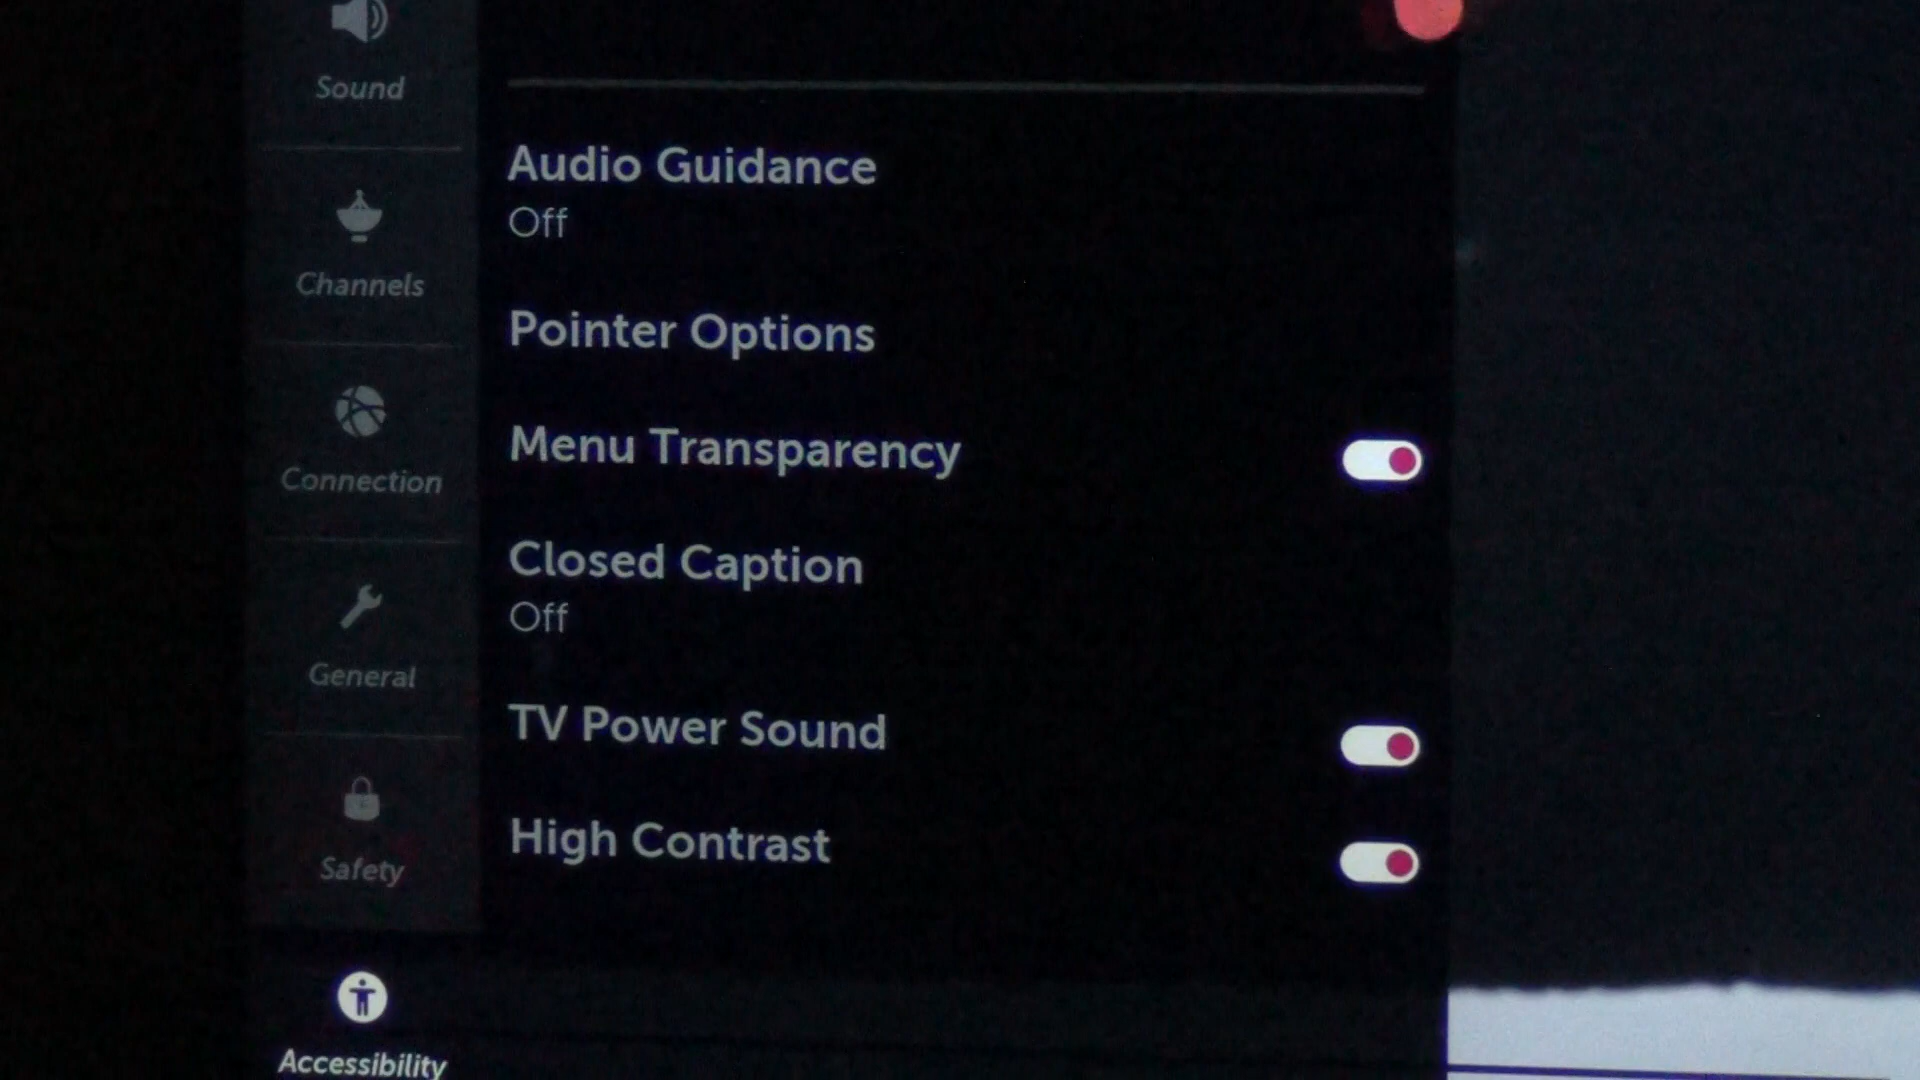 Sound
Channels
Connection
General
Safety
Accessibility
Audio Guidance
Off
Pointer Options
Menu Transparency
Closed Caption
Off
TV Power Sound
High Contrast